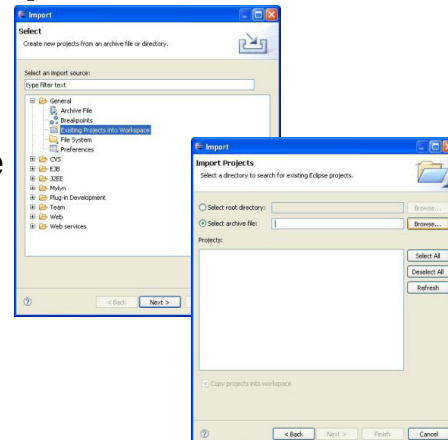 Import
Select
Create new projects from an archive file or directory.
Select an import source:
type filter text
General
Archive File
Breakpoints
Existing Projects into Workspace
File System
Preferences
CVS
EJB
J2EE
Mylyn
Plug-in Development
Team
Web
Web services
< Back
Next >
e
Import
Import Projects
Select a directory to search for existing Eclipse projects.
Select root directory:
Browse...
Select archive file:
Browse...
Projects:
Select All
Deselect All
Refresh
Copy projects into workspace
< Back
Next >
Finish
Cancel